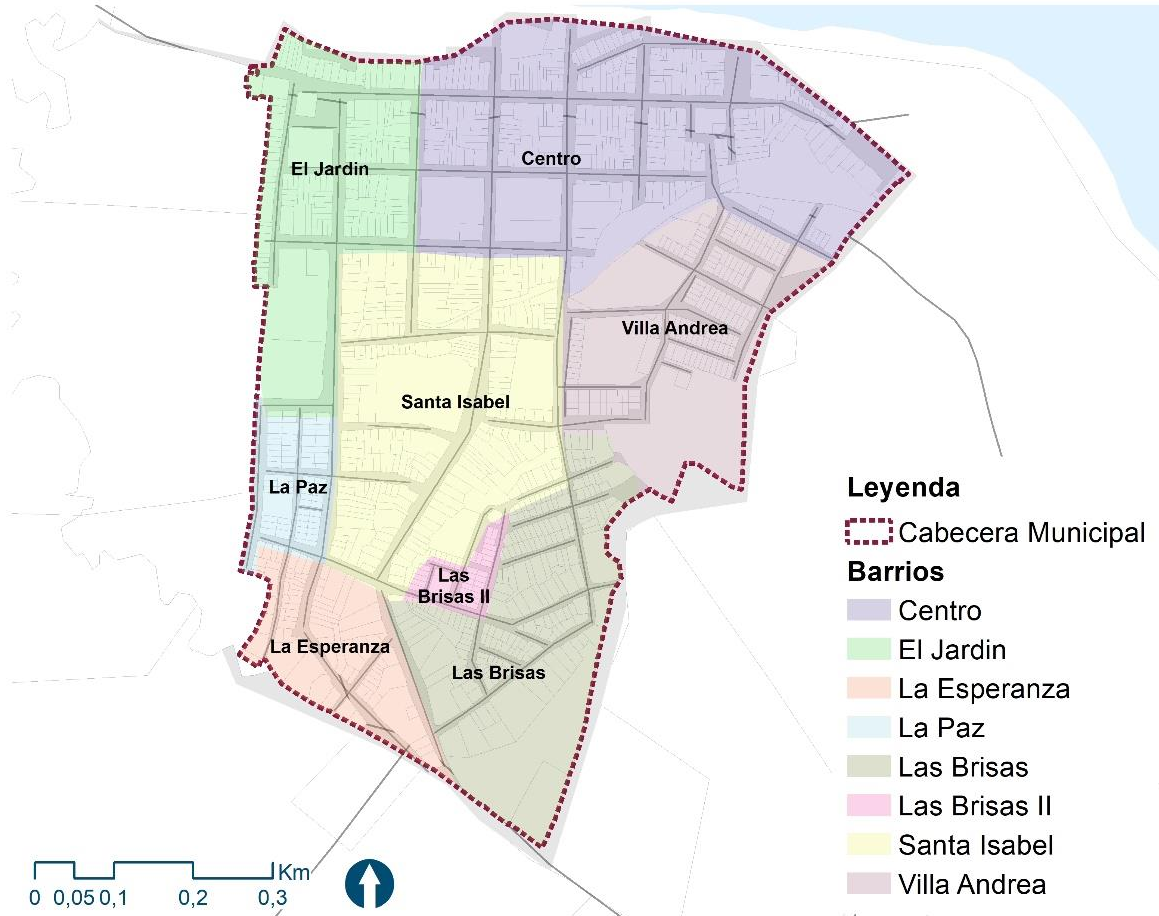 Centro
El Jardin
Villa Andrea
Santa Isabel
La Paz
Las
Brisas II
La Esperanza
Las Brisas
Leyenda
Cabecera Municipal
Barrios
Centro
El Jardin
La Esperanza
La Paz
Las Brisas
Las Brisas II
Santa Isabel
Villa Andrea
Km
0 0,05 0,1 0,2 0,3